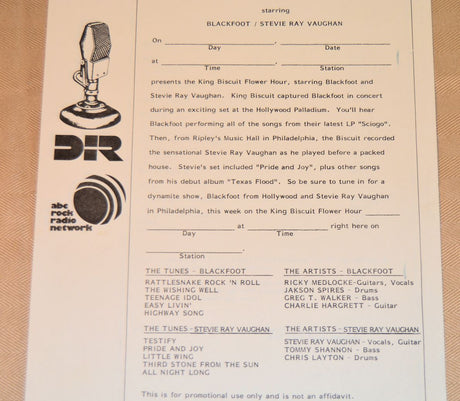 starring
BLACKFOOT / STEVIE RAY VAUGHAN
On ____________________, ____________________
Day Date
at ____________________, ____________________
Time Station
presents the King Biscuit Flower Hour, starring Blackfoot and
Stevie Ray Vaughan. King Biscuit captured Blackfoot in concert
during an exciting set at the Hollywood Palladium. You'll hear
Blackfoot performing all of the songs from their latest LP "Sciogo".
Then, from Ripley's Music Hall in Philadelphia, the Biscuit recorded
the sensational Stevie Ray Vaughan as he played before a packed
house. Stevie's set included "Pride and Joy", plus other songs
from his debut album "Texas Flood". So be sure to tune in for a
dynamite show, Blackfoot from Hollywood and Stevie Ray Vaughan
in Philadelphia, this week on the King Biscuit Flower Hour ________
____________________ at ____________________ right here on
Day Time
____________________.
Station
DIR
abc
rock
radio
network
THE TUNES - BLACKFOOT
RATTLESNAKE ROCK 'N ROLL
THE WISHING WELL
TEENAGE IDOL
EASY LIVIN'
HIGHWAY SONG
THE ARTISTS - BLACKFOOT
RICKY MEDLOCKE-Guitars, Vocals
JAKSON SPIRES - Drums
GREG T. WALKER - Bass
CHARLIE HARGRETT - Guitar
THE TUNES - STEVIE RAY VAUGHAN
TESTIFY
PRIDE AND JOY
LITTLE WING
THIRD STONE FROM THE SUN
ALL NIGHT LONG
THE ARTISTS - STEVIE RAY VAUGHAN
STEVIE RAY VAUGHAN - Vocals, Guitar
TOMMY SHANNON - Bass
CHRIS LAYTON - Drums
This is for promotional use only and is not an affidavit.